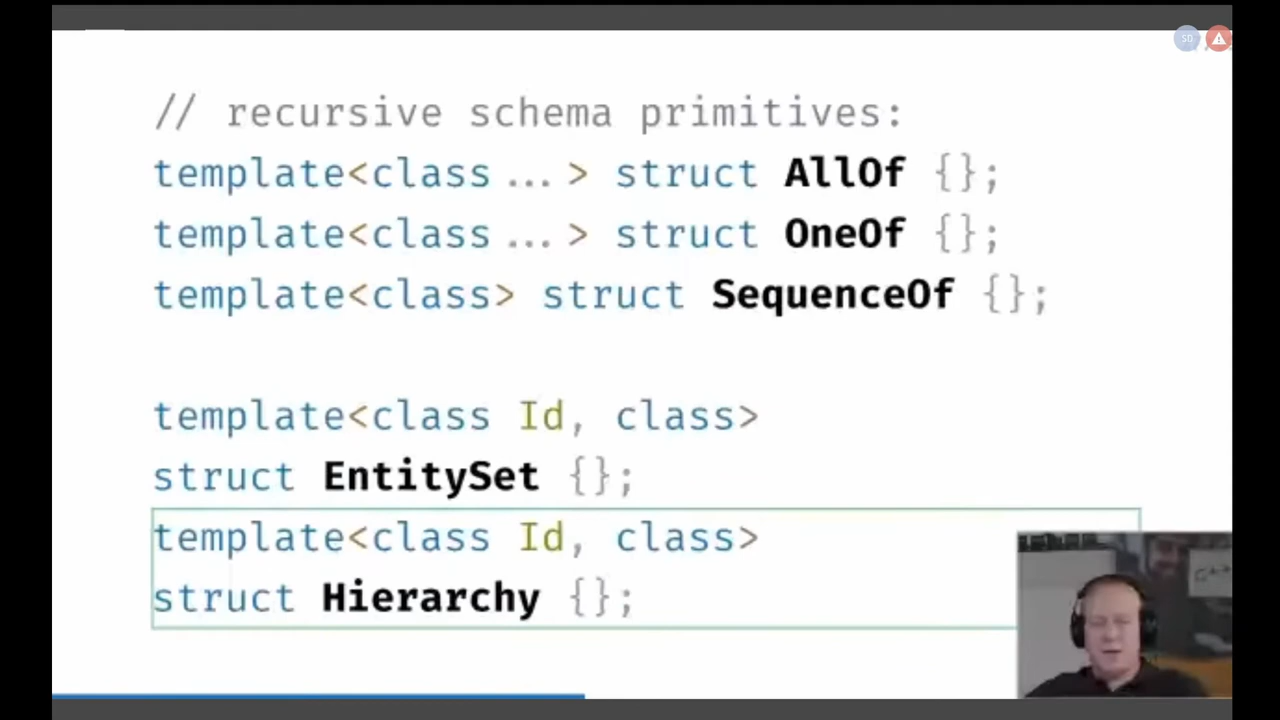 SD
// recursive schema primitives:
template<class ... > struct AllOf {};
template<class ... > struct OneOf {};
template<class> struct SequenceOf {};
template<class Id, class>
struct EntitySet {};
template<class Id, class>
struct Hierarchy {};
C++